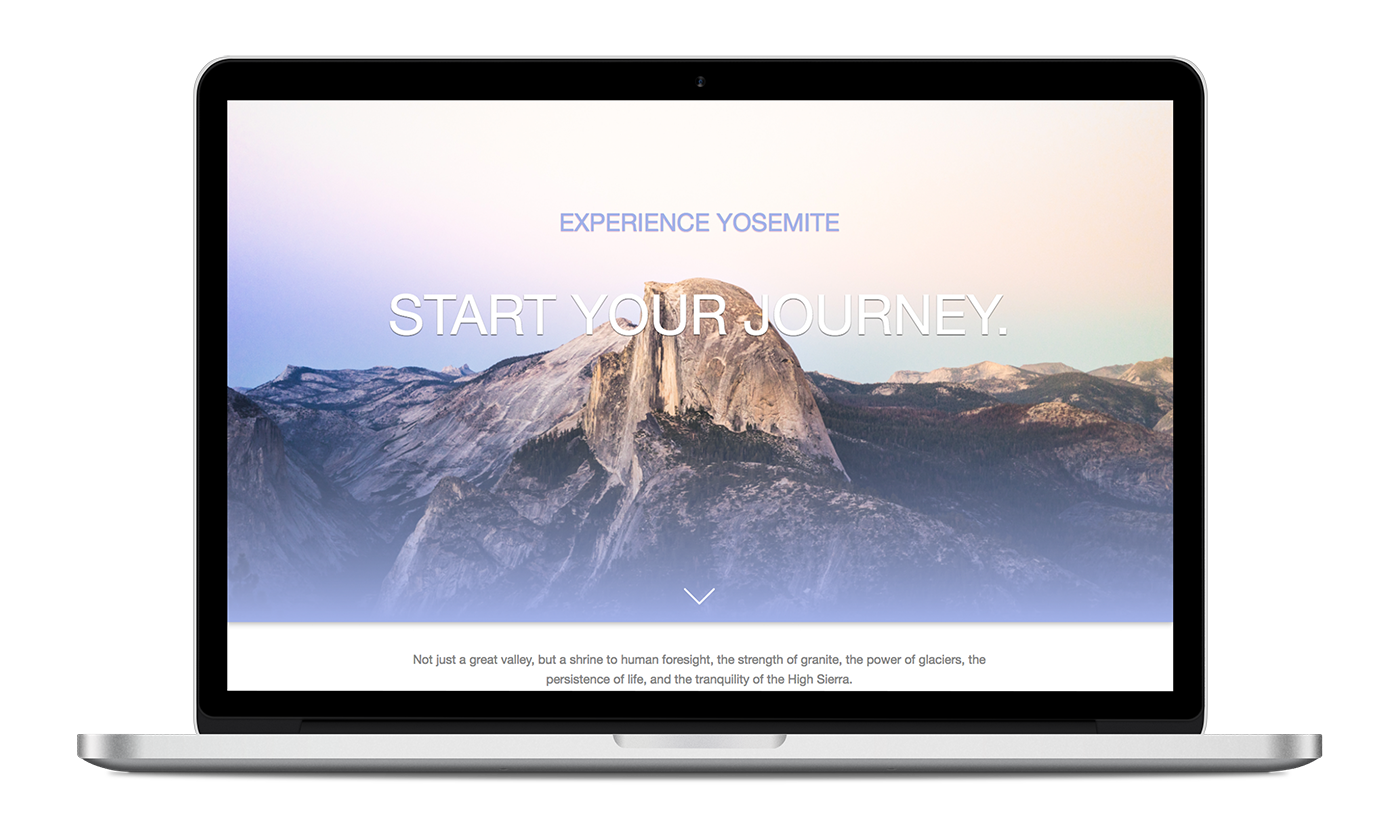 EXPERIENCE YOSEMITE
START YOUR JOURNEY.
Not just a great valley, but a shrine to human foresight, the strength of granite, the power of glaciers, the
persistence of life, and the tranquility of the High Sierra.